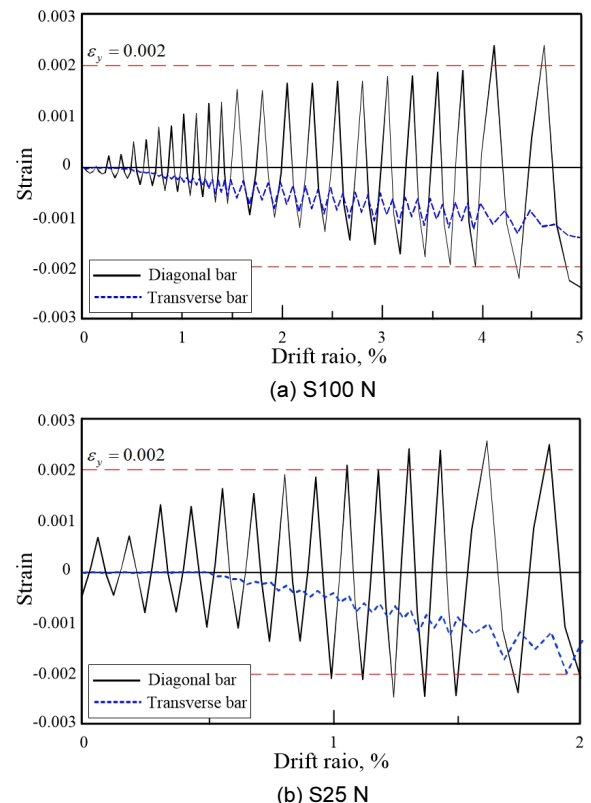 0.003
ε_y = 0.002
0.002
0.001
0
-0.001
-0.002
-0.003
Strain
Diagonal bar
Transverse bar
0 1 2 3 4 5
Drift raio, %
(a) S100 N
0.003
ε_y = 0.002
0.002
0.001
0
-0.001
-0.002
-0.003
Strain
Diagonal bar
Transverse bar
0 1 2
Drift raio, %
(b) S25 N